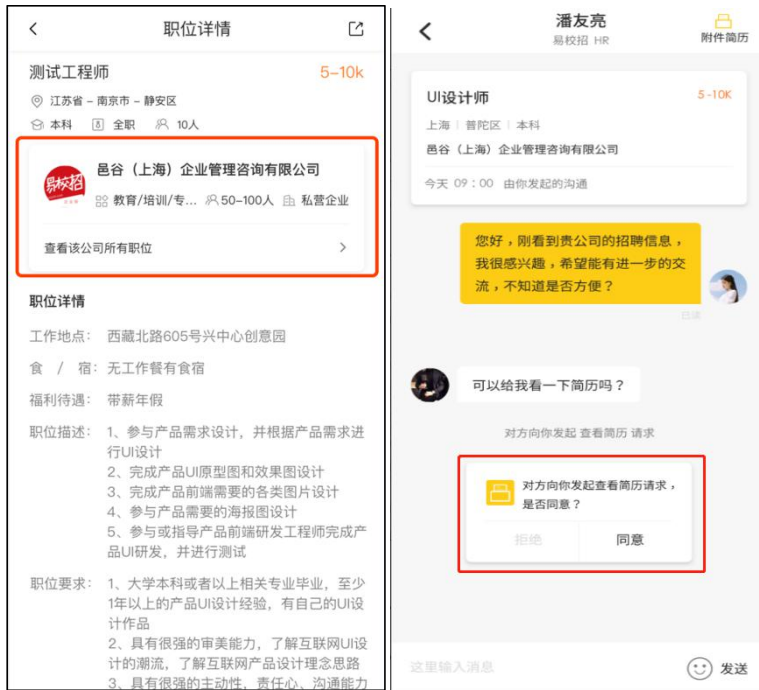 职位详情
测试工程师
5-10k
江苏省 - 南京市 - 静安区
本科 全职 10人
易校招
邑谷（上海）企业管理咨询有限公司
教育/培训/专... 50-100人 私营企业
查看该公司所有职位
职位详情
工作地点： 西藏北路605号兴中心创意园
食 / 宿： 无工作餐有食宿
福利待遇： 带薪年假
职位描述： 1、参与产品需求设计，并根据产品需求进
行UI设计
2、完成产品UI原型图和效果图设计
3、完成产品前端需要的各类图片设计
4、参与产品需要的海报图设计
5、参与或指导产品前端研发工程师完成产
品UI研发，并进行测试
职位要求： 1、大学本科或者以上相关专业毕业，至少
1年以上的产品UI设计经验，有自己的UI设
计作品
2、具有很强的审美能力，了解互联网UI设
计的潮流，了解互联网产品设计理念思路
3、具有很强的主动性，责任心、沟通能力
潘友亮
易校招 HR
附件简历
UI设计师
5-10K
上海 | 普陀区 | 本科
邑谷（上海）企业管理咨询有限公司
今天 09：00 由你发起的沟通
您好，刚看到贵公司的招聘信息，
我很感兴趣，希望能有进一步的交
流，不知道是否方便？
已读
可以给我看一下简历吗？
对方向你发起 查看简历 请求
对方向你发起查看简历请求，
是否同意？
拒绝 同意
这里输入消息
发送